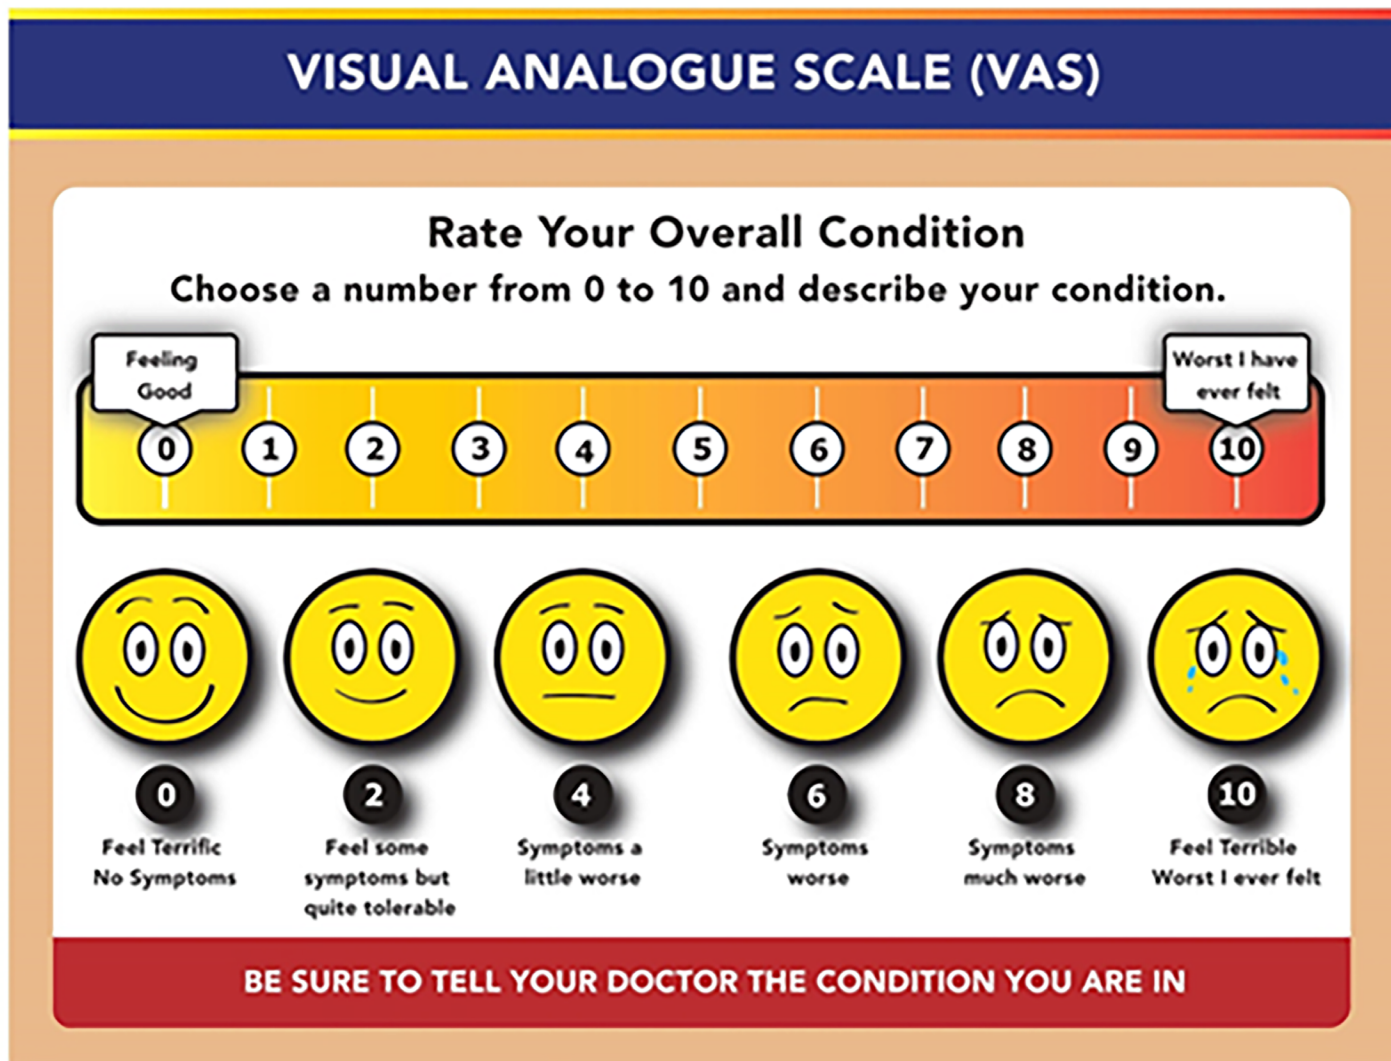 VISUAL ANALOGUE SCALE (VAS)
Rate Your Overall Condition
Choose a number from 0 to 10 and describe your condition.
Feeling
Good
Worst I have
ever felt
0 1 2 3 4 5 6 7 8 9 10
0 2 4 6 8 10
Feel Terrific
No Symptoms
Feel some
symptoms but
quite tolerable
Symptoms a
little worse
Symptoms
worse
Symptoms
much worse
Feel Terrible
Worst I ever felt
BE SURE TO TELL YOUR DOCTOR THE CONDITION YOU ARE IN